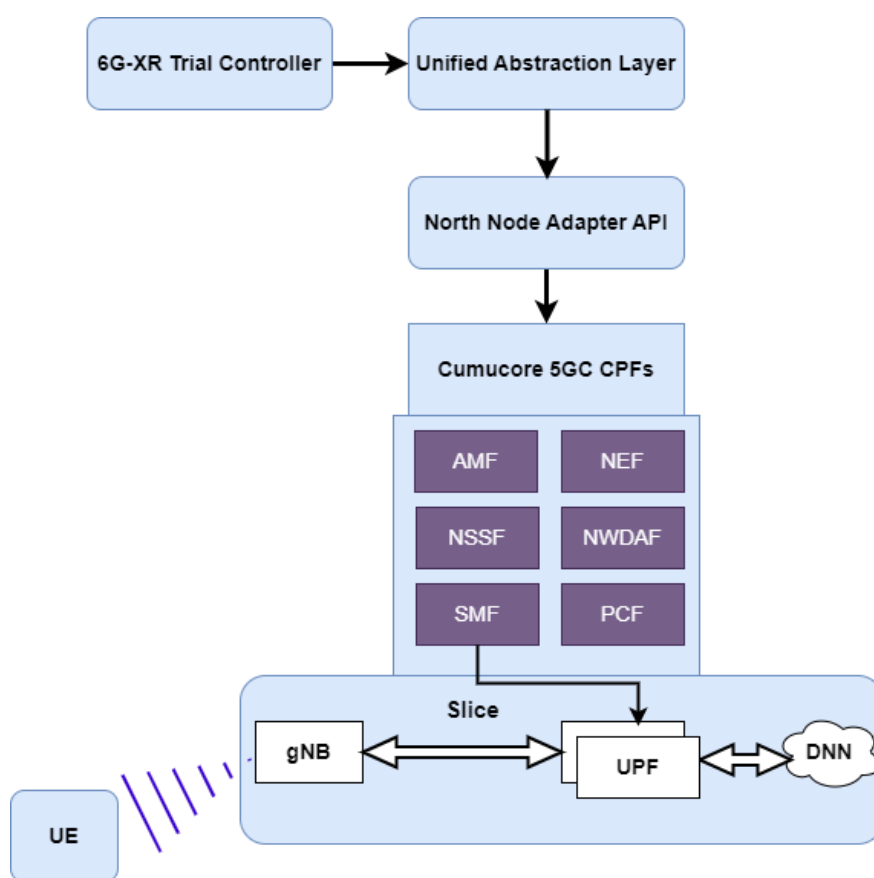 6G-XR Trial Controller
Unified Abstraction Layer
North Node Adapter API
Cumucore 5GC CPFs
AMF
NEF
NSSF
NWDAF
SMF
PCF
Slice
gNB
UPF
DNN
UE